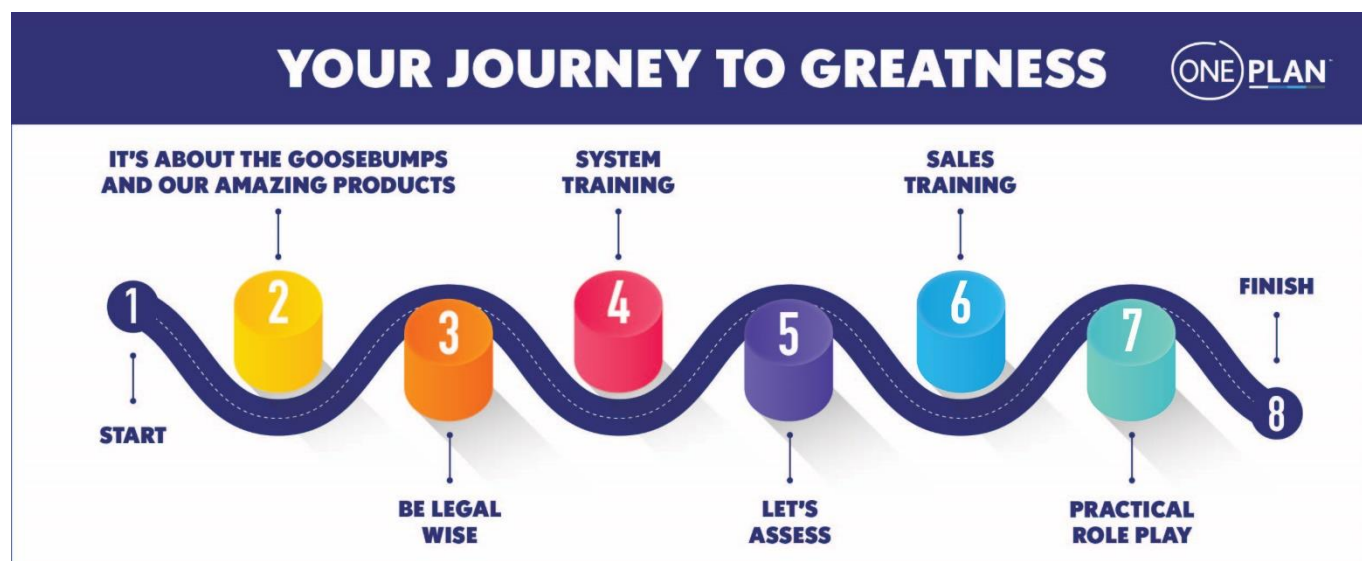 YOUR JOURNEY TO GREATNESS
ONE PLAN™
IT'S ABOUT THE GOOSEBUMPS
AND OUR AMAZING PRODUCTS
SYSTEM
TRAINING
SALES
TRAINING
1
2
3
4
5
6
7
8
START
FINISH
BE LEGAL
WISE
LET'S
ASSESS
PRACTICAL
ROLE PLAY